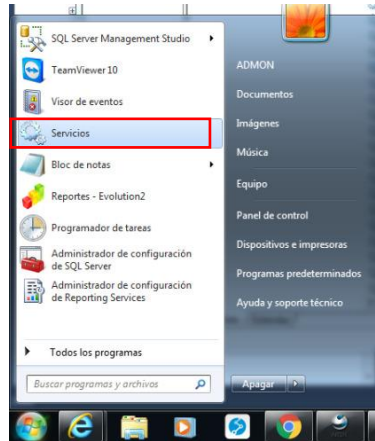 SQL Server Management Studio
TeamViewer 10
Visor de eventos
Servicios
Bloc de notas
Reportes - Evolution2
Programador de tareas
Administrador de configuración
de SQL Server
Administrador de configuración
de Reporting Services
Todos los programas
Buscar programas y archivos
ADMON
Documentos
Imágenes
Música
Equipo
Panel de control
Dispositivos e impresoras
Programas predeterminados
Ayuda y soporte técnico
Apagar